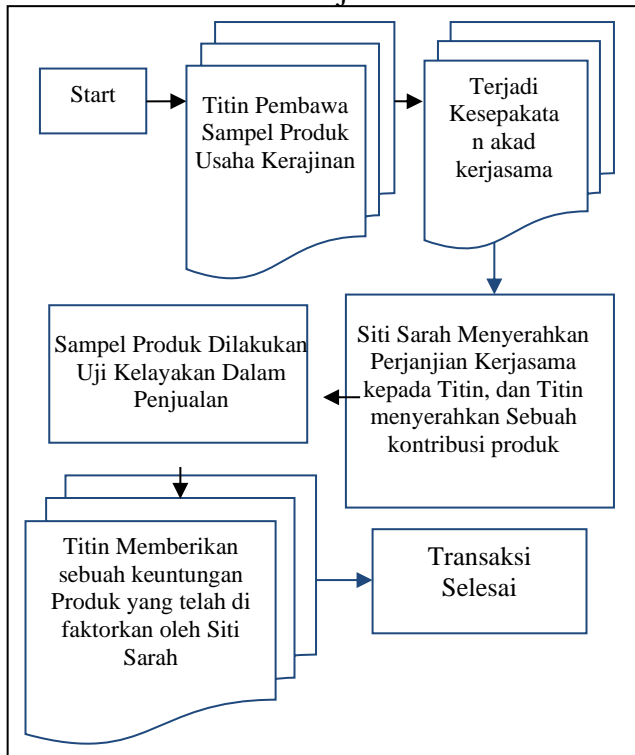 Start
Titin Pembawa
Sampel Produk
Usaha Kerajinan
Terjadi
Kesepakata
n akad
kerjasama
Siti Sarah Menyerahkan
Perjanjian Kerjasama
kepada Titin, dan Titin
menyerahkan Sebuah
kontribusi produk
Sampel Produk Dilakukan
Uji Kelayakan Dalam
Penjualan
Titin Memberikan
sebuah keuntungan
Produk yang telah di
faktorkan oleh Siti
Sarah
Transaksi
Selesai